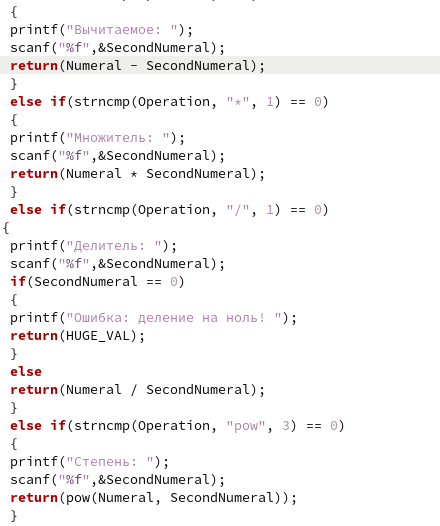 {
printf("Вычитаемое: ");
scanf("%f",&SecondNumeral);
return(Numeral - SecondNumeral);
}
else if(strncmp(Operation, "*", 1) == 0)
{
printf("Множитель: ");
scanf("%f",&SecondNumeral);
return(Numeral * SecondNumeral);
}
else if(strncmp(Operation, "/", 1) == 0)
{
printf("Делитель: ");
scanf("%f",&SecondNumeral);
if(SecondNumeral == 0)
{
printf("Ошибка: деление на ноль! ");
return(HUGE_VAL);
}
else
return(Numeral / SecondNumeral);
}
else if(strncmp(Operation, "pow", 3) == 0)
{
printf("Степень: ");
scanf("%f",&SecondNumeral);
return(pow(Numeral, SecondNumeral));
}